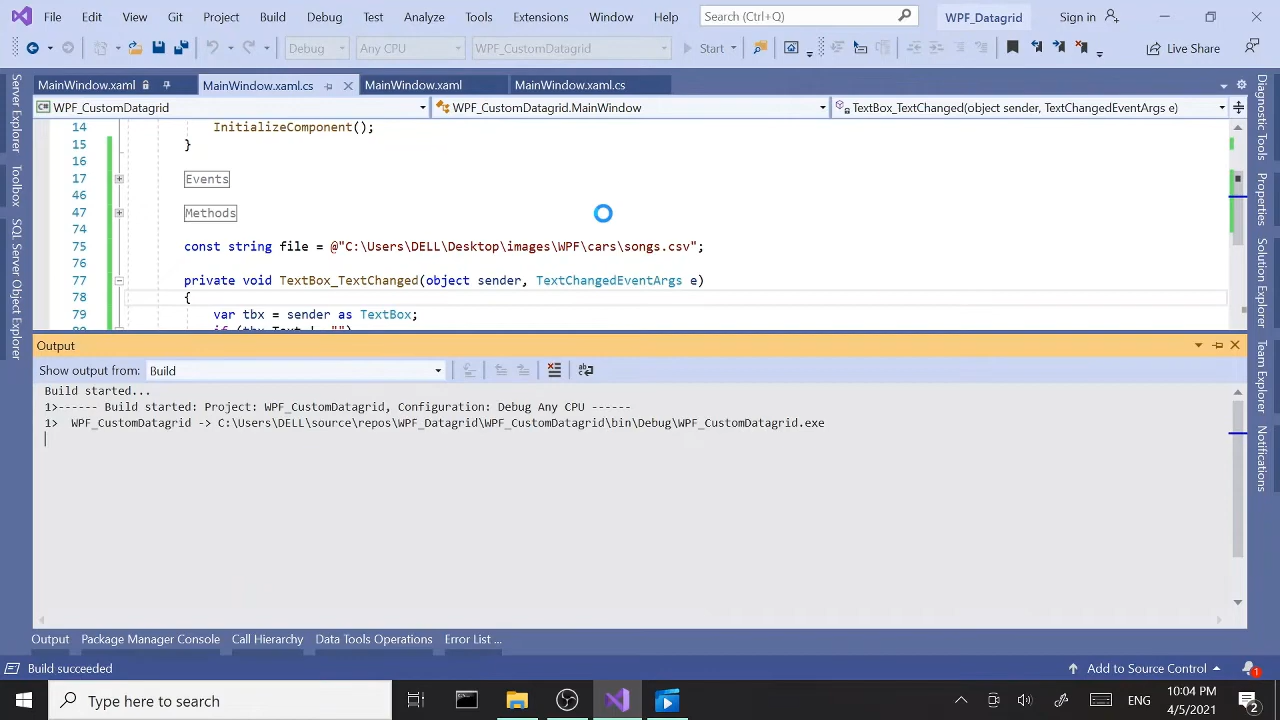 File Edit View Git Project Build Debug Test Analyze Tools Extensions Window Help Search (Ctrl+Q) WPF_Datagrid Sign in
Debug Any CPU WPF_CustomDatagrid Start Live Share
MainWindow.xaml MainWindow.xaml.cs MainWindow.xaml MainWindow.xaml.cs
WPF_CustomDatagrid WPF_CustomDatagrid.MainWindow TextBox_TextChanged(object sender, TextChangedEventArgs e)
14 InitializeComponent();
15 }
16
17 Events
46
47 Methods
74
75 const string file = @"C:\Users\DELL\Desktop\images\WPF\cars\songs.csv";
76
77 private void TextBox_TextChanged(object sender, TextChangedEventArgs e)
78 {
79 var tbx = sender as TextBox;
Server Explorer
Toolbox
SQL Server Object Explorer
Diagnostic Tools
Properties
Solution Explorer
Team Explorer
Notifications
Output
Show output from: Build
Build started...
1>------ Build started: Project: WPF_CustomDatagrid, Configuration: Debug Any CPU ------
1>  WPF_CustomDatagrid -> C:\Users\DELL\source\repos\WPF_Datagrid\WPF_CustomDatagrid\bin\Debug\WPF_CustomDatagrid.exe
Output Package Manager Console Call Hierarchy Data Tools Operations Error List ...
Build succeeded Add to Source Control 1
Type here to search ENG
:04 PM
4/5/2021
2